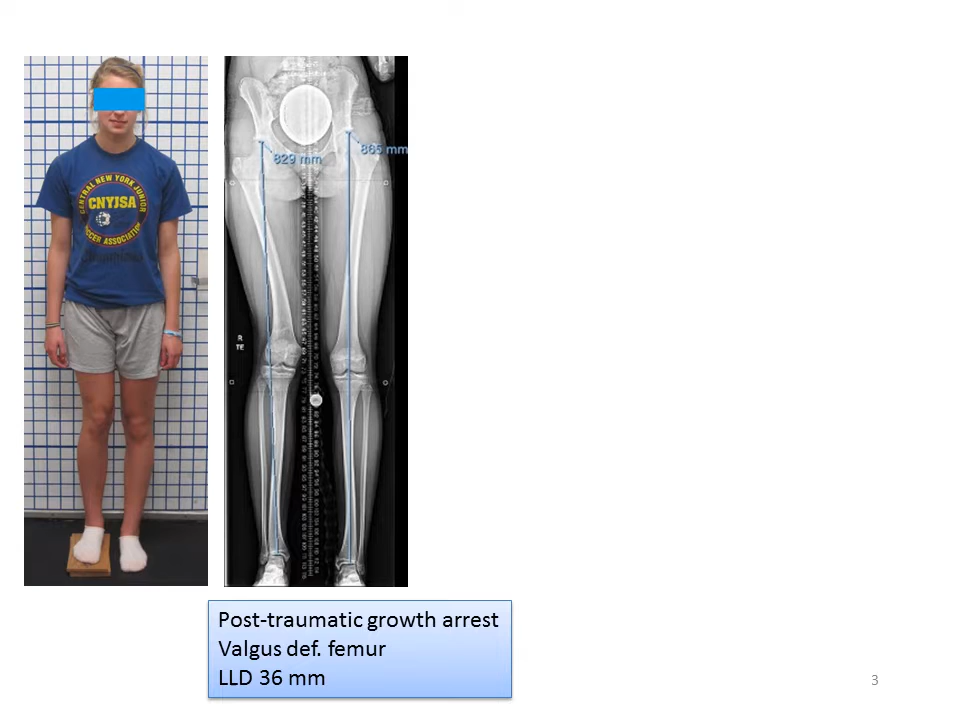 CENTRAL NEW YORK JUNIOR
CNYJSA
SOCCER ASSOCIATION
829 mm
865 mm
R
TE
Post-traumatic growth arrest
Valgus def. femur
LLD 36 mm
3